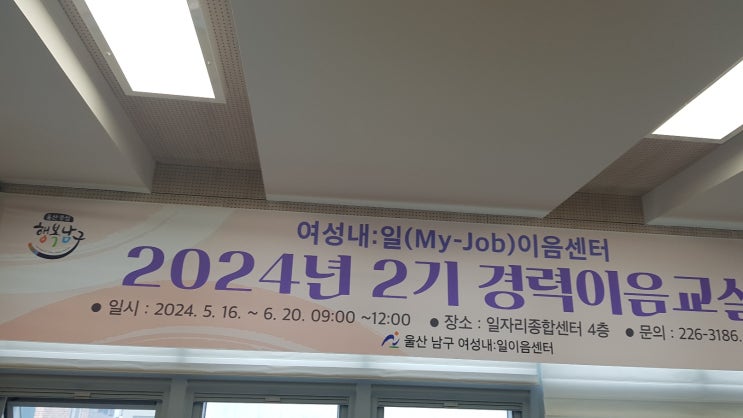 행복남구
여성내:일(My-Job)이음센터
2024년 2기 경력이음교실
• 일시 : 2024. 5. 16. ~ 6. 20. 09:00 ~12:00 • 장소 : 일자리종합센터 4층 • 문의 : 226-3186.
울산 남구 여성내:일이음센터